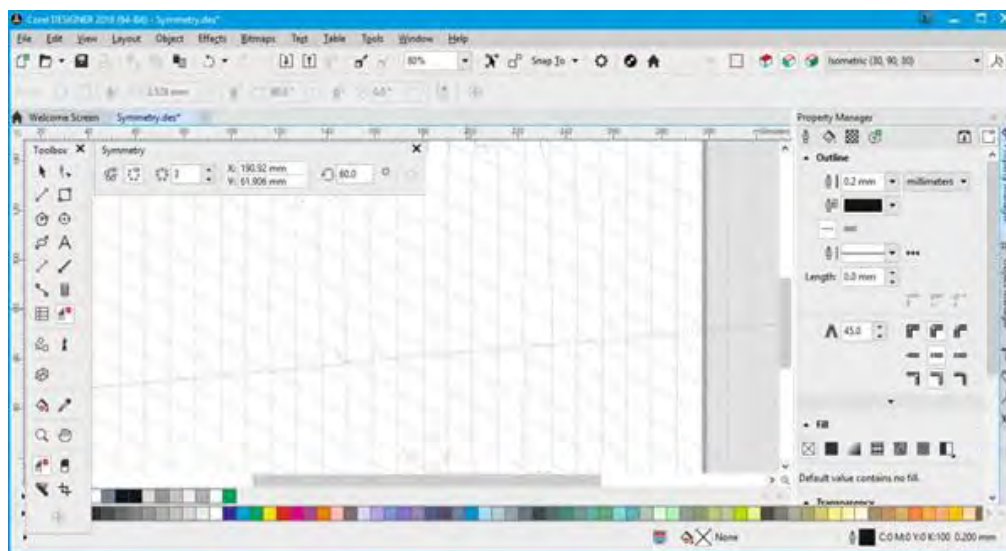 Corel DESIGNER 2019 (64-Bit) - Symmetry.des*
File Edit View Layout Object Effects Bitmaps Text Table Tools Window Help
80% Snap To Isometric (30, 90, 30)
Welcome Screen Symmetry.des*
Property Manager
Toolbox Symmetry
Outline
3 X: 190.92 mm 60.0 °
Y: 61.906 mm
0.2 mm millimeters
Length: 0.0 mm
45.0
Fill
Default value contains no fill.
Transparency
None C:0 M:0 Y:0 K:100 0.200 mm